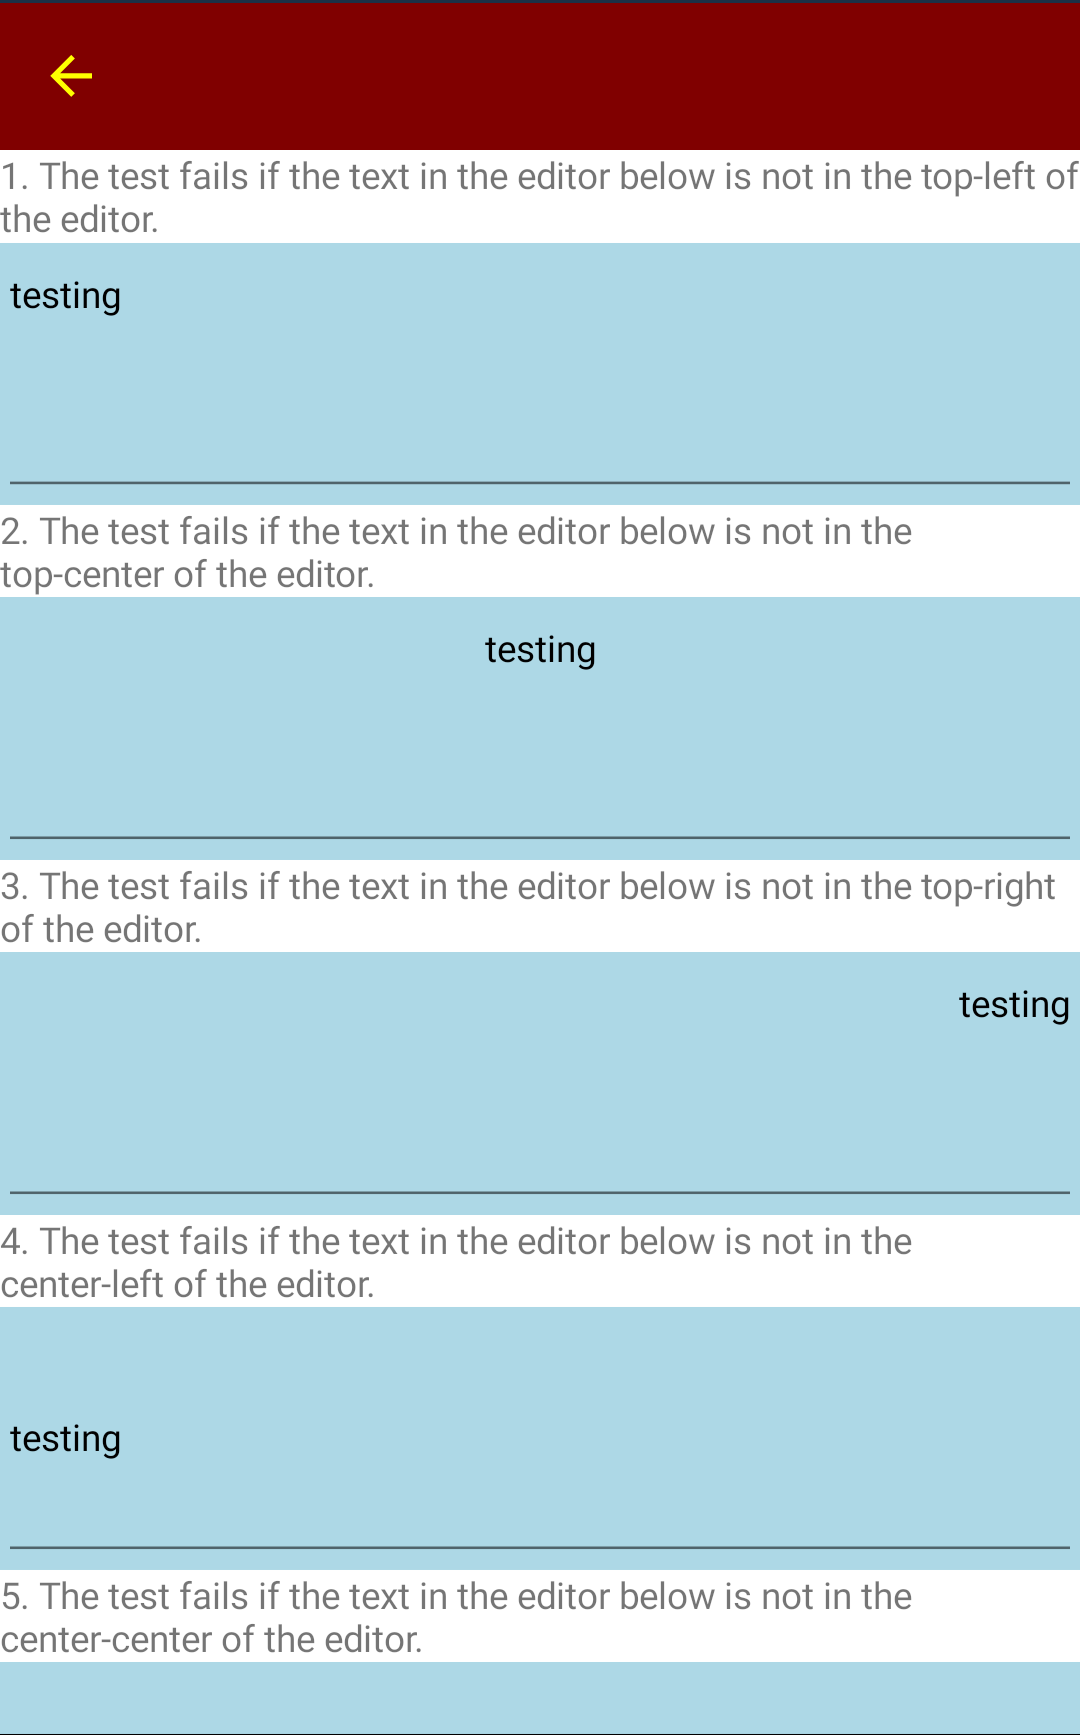 1. The test fails if the text in the editor below is not in the top-left of
the editor.
testing
2. The test fails if the text in the editor below is not in the
top-center of the editor.
testing
3. The test fails if the text in the editor below is not in the top-right
of the editor.
testing
4. The test fails if the text in the editor below is not in the
center-left of the editor.
testing
5. The test fails if the text in the editor below is not in the
center-center of the editor.